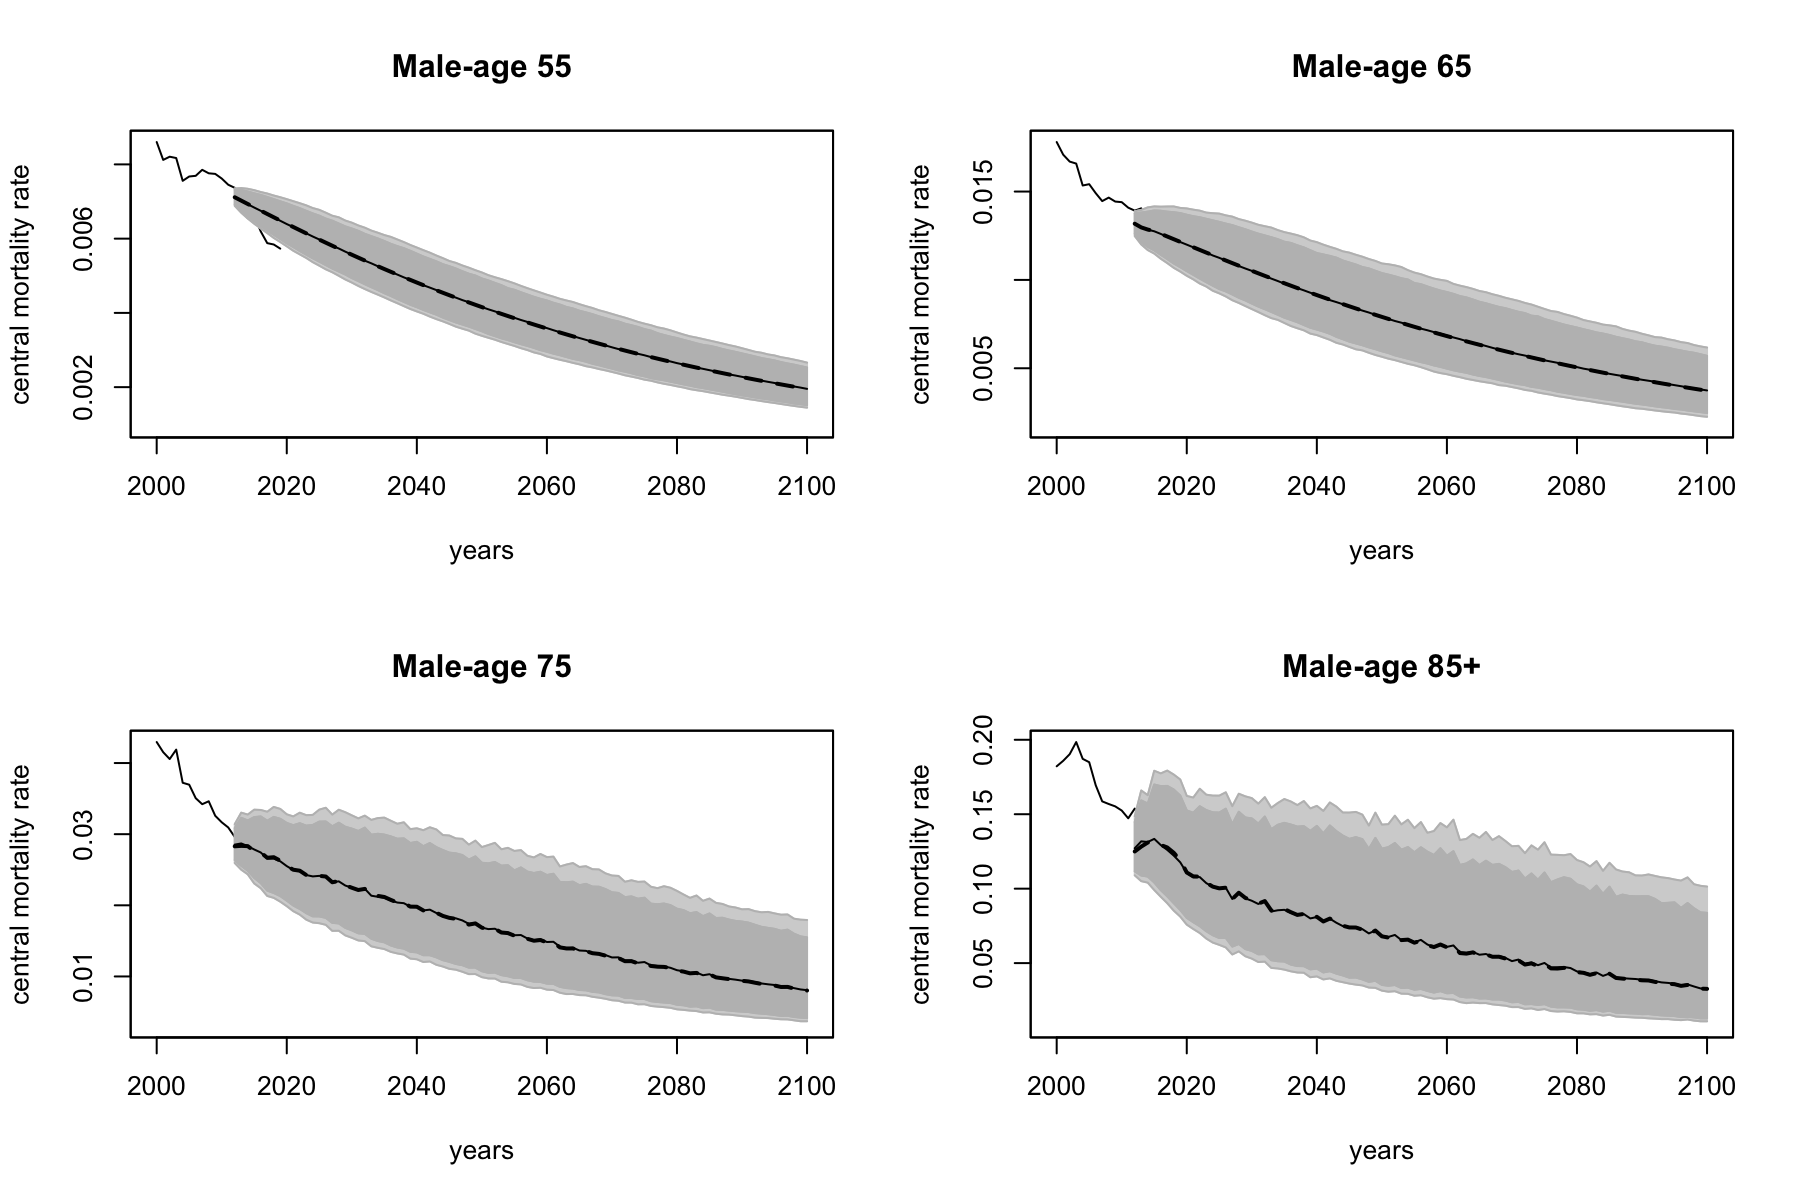 Male-age 55
central mortality rate
0.006
0.002
2000 2020 2040 2060 2080 2100
years
Male-age 65
central mortality rate
0.015
0.005
2000 2020 2040 2060 2080 2100
years
Male-age 75
central mortality rate
0.03
0.01
2000 2020 2040 2060 2080 2100
years
Male-age 85+
central mortality rate
0.20
0.15
0.10
0.05
2000 2020 2040 2060 2080 2100
years